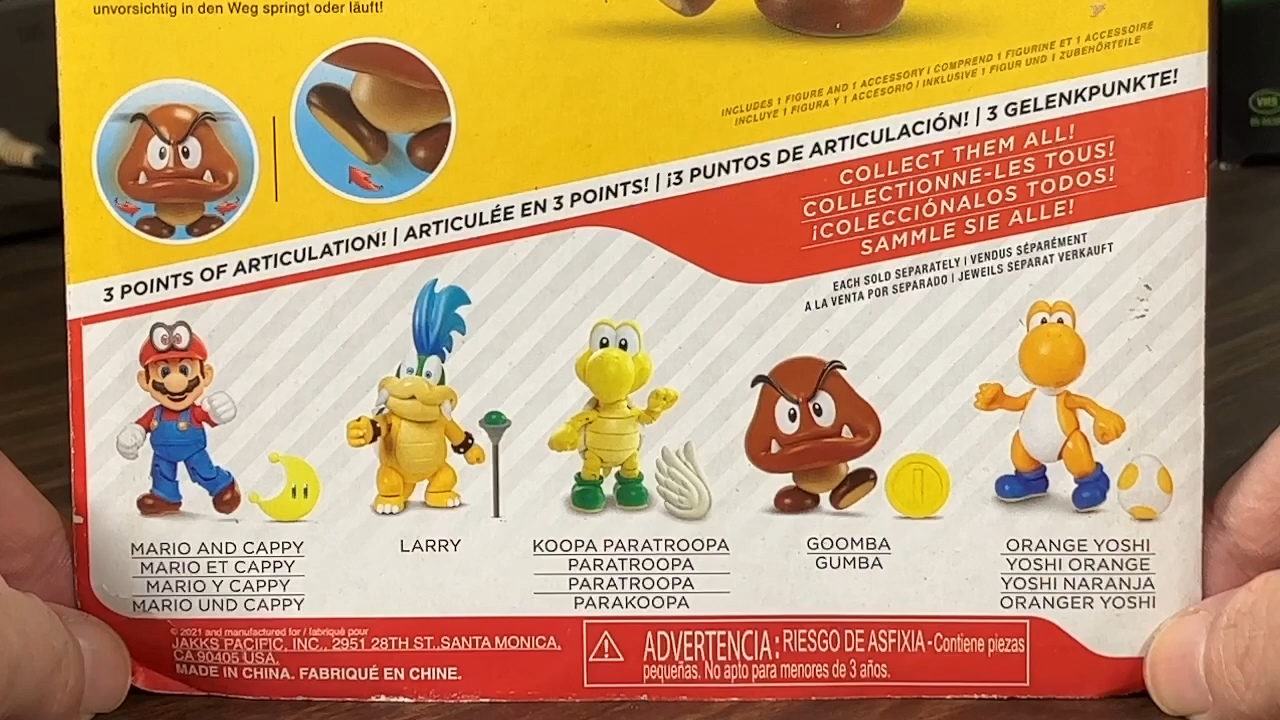 unvorsichtig in den Weg springt oder läuft!
INCLUDES 1 FIGURE AND 1 ACCESSORY | COMPREND 1 FIGURINE ET 1 ACCESSOIRE
INCLUYE 1 FIGURA Y 1 ACCESORIO | INKLUSIVE 1 FIGUR UND 1 ZUBEHÖRTEILE
3 POINTS OF ARTICULATION! | ARTICULÉE EN 3 POINTS! | ¡3 PUNTOS DE ARTICULACIÓN! | 3 GELENKPUNKTE!
COLLECT THEM ALL!
COLLECTIONNE-LES TOUS!
¡COLECCIÓNALOS TODOS!
SAMMLE SIE ALLE!
EACH SOLD SEPARATELY | VENDUS SÉPARÉMENT
A LA VENTA POR SEPARADO | JEWEILS SEPARAT VERKAUFT
MARIO AND CAPPY
MARIO ET CAPPY
MARIO Y CAPPY
MARIO UND CAPPY
LARRY
KOOPA PARATROOPA
PARATROOPA
PARATROOPA
PARAKOOPA
GOOMBA
GUMBA
ORANGE YOSHI
YOSHI ORANGE
YOSHI NARANJA
ORANGER YOSHI
© 2021 and manufactured for / fabriqué pour
JAKKS PACIFIC, INC., 2951 28TH ST.,SANTA MONICA,
CA 90405 USA.
MADE IN CHINA. FABRIQUÉ EN CHINE.
ADVERTENCIA: RIESGO DE ASFIXIA - Contiene piezas
pequeñas. No apto para menores de 3 años.